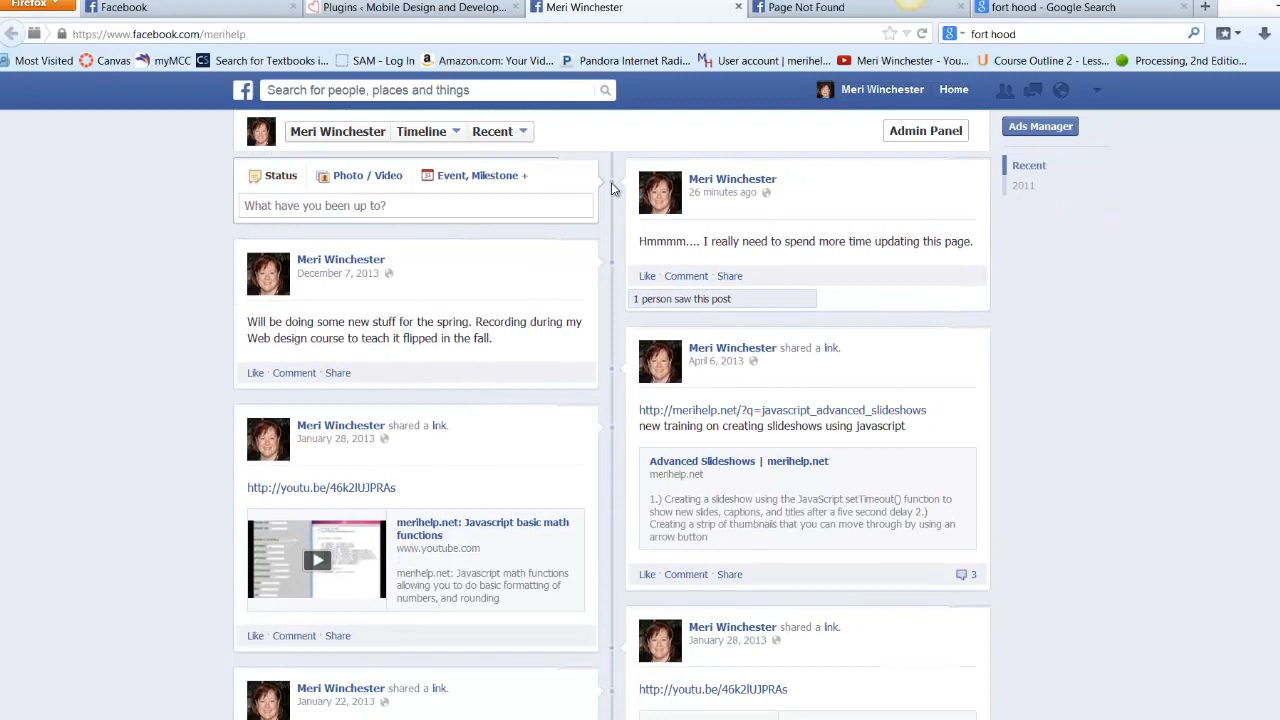 Firefox
Facebook
Plugins ‹ Mobile Design and Develop...
Meri Winchester
Page Not Found
fort hood - Google Search
https://www.facebook.com/merihelp
fort hood
Most Visited
Canvas
myMCC
Search for Textbooks i...
SAM - Log In
Amazon.com: Your Vid...
Pandora Internet Radi...
User account | merihel...
Meri Winchester - You...
Course Outline 2 - Less...
Processing, 2nd Edition...
Search for people, places and things
Meri Winchester
Home
Meri Winchester
Timeline
Recent
Admin Panel
Ads Manager
Recent
2011
Status
Photo / Video
Event, Milestone +
What have you been up to?
Meri Winchester
26 minutes ago
Hmmmm.... I really need to spend more time updating this page.
Like · Comment · Share
1 person saw this post
Meri Winchester
December 7, 2013
Will be doing some new stuff for the spring. Recording during my
Web design course to teach it flipped in the fall.
Like · Comment · Share
Meri Winchester shared a link.
April 6, 2013
http://merihelp.net/?q=javascript_advanced_slideshows
new training on creating slideshows using javascript
Advanced Slideshows | merihelp.net
merihelp.net
1.) Creating a slideshow using the JavaScript setTimeout() function to
show new slides, captions, and titles after a five second delay 2.)
Creating a strip of thumbnails that you can move through by using an
arrow button
Like · Comment · Share
3
Meri Winchester shared a link.
January 28, 2013
http://youtu.be/46k2lUJPRAs
merihelp.net: Javascript basic math
functions
www.youtube.com
merihelp.net: Javascript math functions
allowing you to do basic formatting of
numbers, and rounding
Like · Comment · Share
Meri Winchester shared a link.
January 28, 2013
http://youtu.be/46k2lUJPRAs
Meri Winchester shared a link.
January 22, 2013